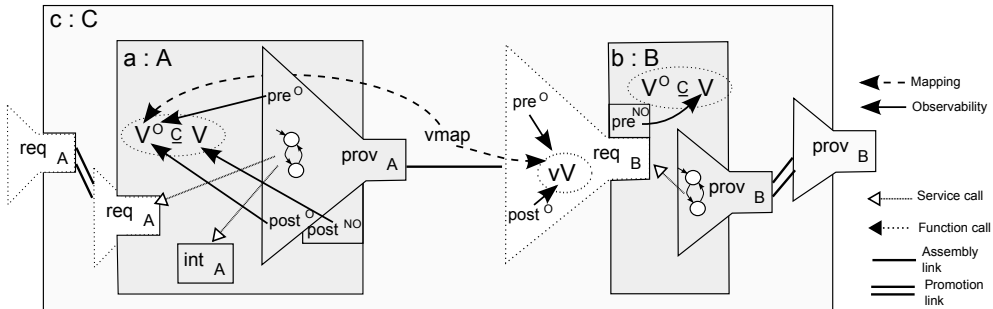 c : C
a : A
b : B
pre O
V O ⊆ V
pre O
V O ⊆ V
Mapping
Observability
pre NO
vmap
req A
prov A
req B
prov B
vV
prov B
req A
post O
post NO
post O
int A
Service call
Function call
Assembly
link
Promotion
link